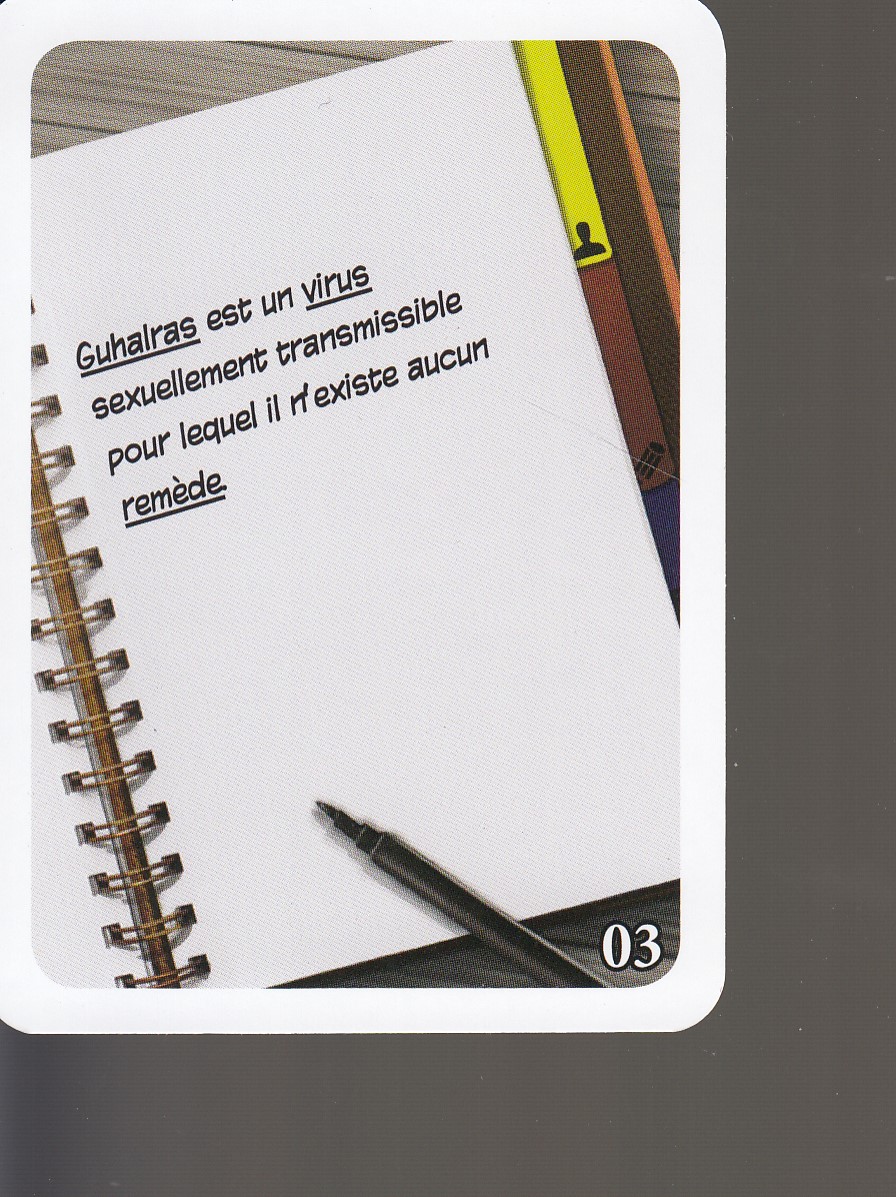 Guhalras est un virus
sexuellement transmissible
pour lequel il n'existe aucun
remède.
03